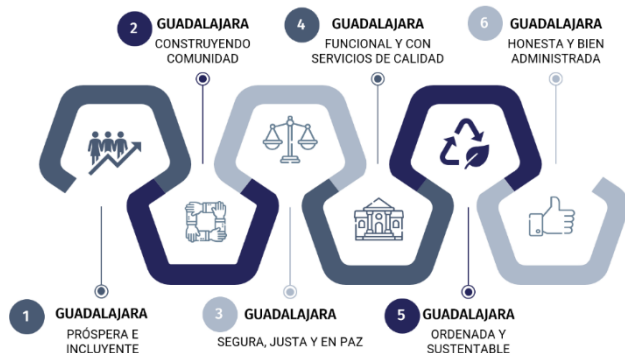 2 GUADALAJARA
CONSTRUYENDO
COMUNIDAD
4 GUADALAJARA
FUNCIONAL Y CON
SERVICIOS DE CALIDAD
6 GUADALAJARA
HONESTA Y BIEN
ADMINISTRADA
1 GUADALAJARA
PRÓSPERA E
INCLUYENTE
3 GUADALAJARA
SEGURA, JUSTA Y EN PAZ
5 GUADALAJARA
ORDENADA Y
SUSTENTABLE